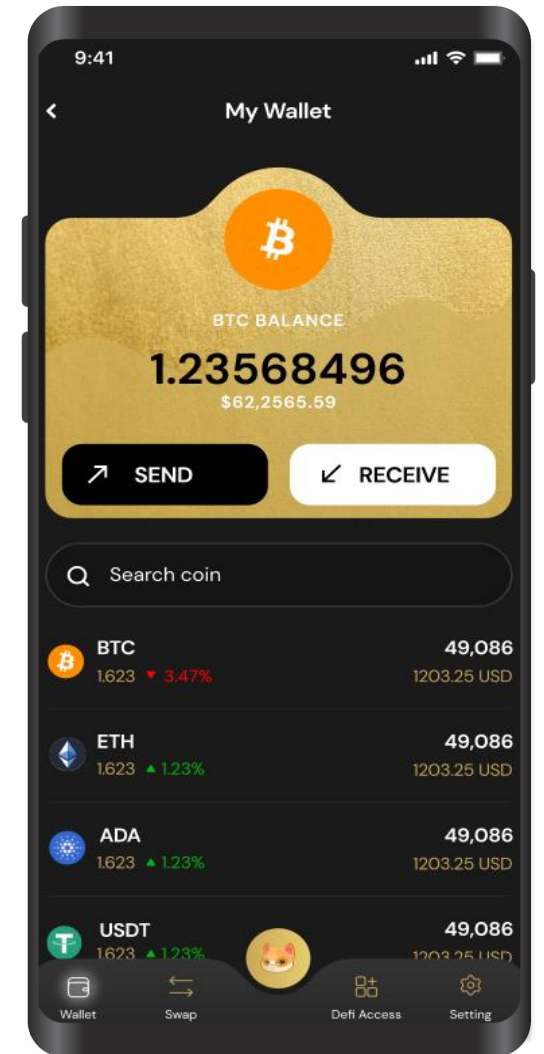 9:41
My Wallet
BTC BALANCE
1.23568496
$62,2565.59
SEND
RECEIVE
Search coin
BTC 49,086
1.623 ▼ 3.47% 1203.25 USD
ETH 49,086
1.623 ▲ 1.23% 1203.25 USD
ADA 49,086
1.623 ▲ 1.23% 1203.25 USD
USDT 49,086
1.623 ▲ 1.23% 1203.25 USD
Wallet Swap Defi Access Setting